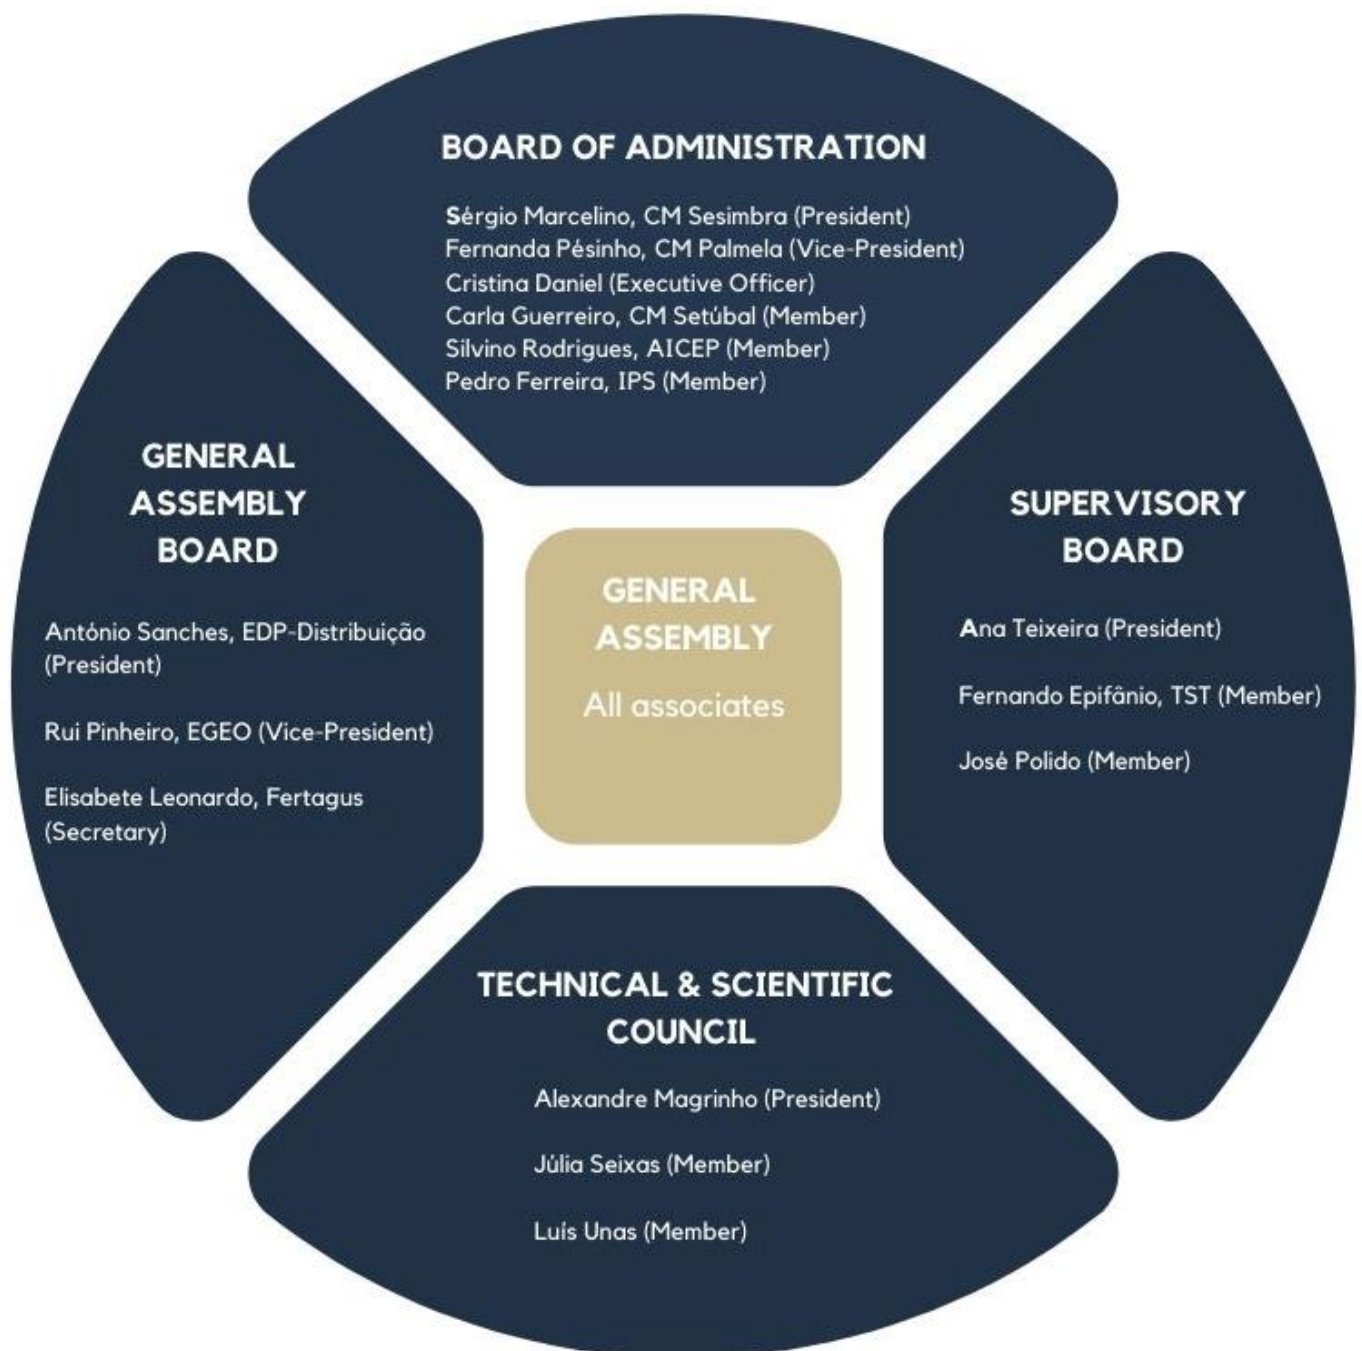 BOARD OF ADMINISTRATION
Sérgio Marcelino, CM Sesimbra (President)
Fernanda Pésinho, CM Palmela (Vice-President)
Cristina Daniel (Executive Officer)
Carla Guerreiro, CM Setúbal (Member)
Silvino Rodrigues, AICEP (Member)
Pedro Ferreira, IPS (Member)
GENERAL
ASSEMBLY
BOARD
António Sanches, EDP-Distribuição
(President)
Rui Pinheiro, EGEO (Vice-President)
Elisabete Leonardo, Fertagus
(Secretary)
GENERAL
ASSEMBLY
All associates
SUPERVISORY
BOARD
Ana Teixeira (President)
Fernando Epifânio, TST (Member)
José Polido (Member)
TECHNICAL & SCIENTIFIC
COUNCIL
Alexandre Magrinho (President)
Júlia Seixas (Member)
Luís Unas (Member)